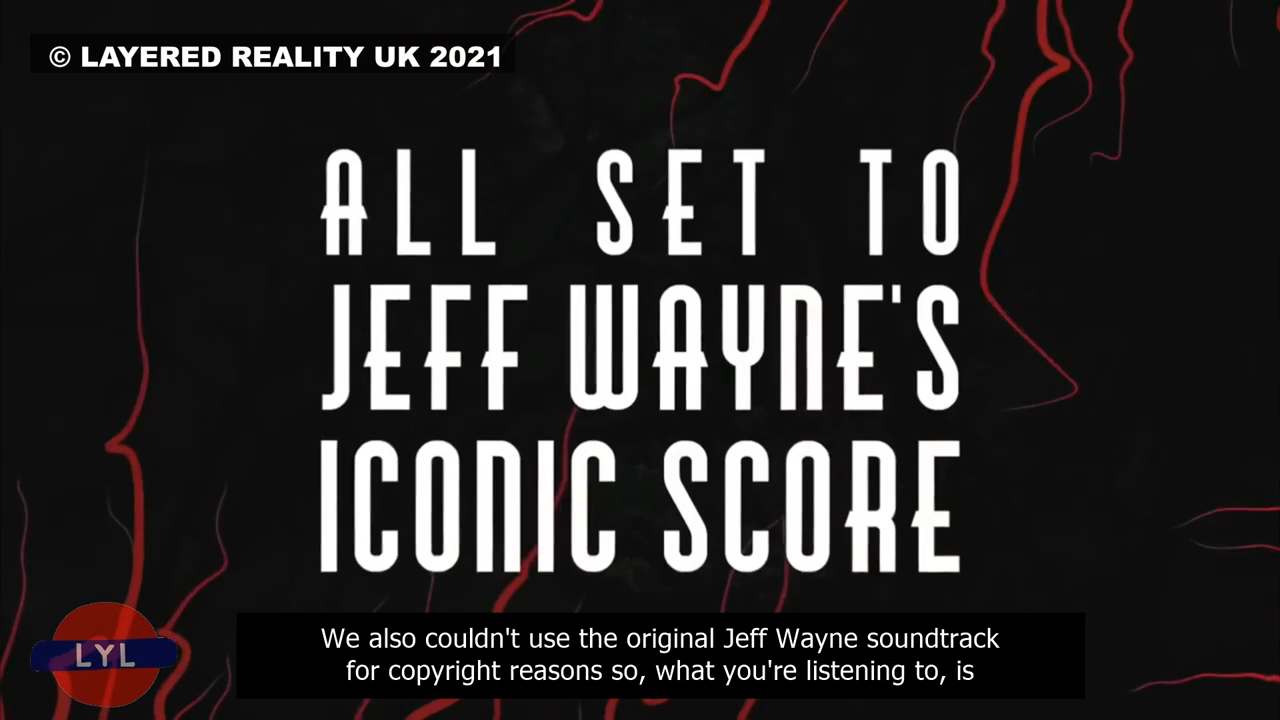 © LAYERED REALITY UK 2021
ALL SET TO
JEFF WAYNE'S
ICONIC SCORE
We also couldn't use the original Jeff Wayne soundtrack
for copyright reasons so, what you're listening to, is
LYL